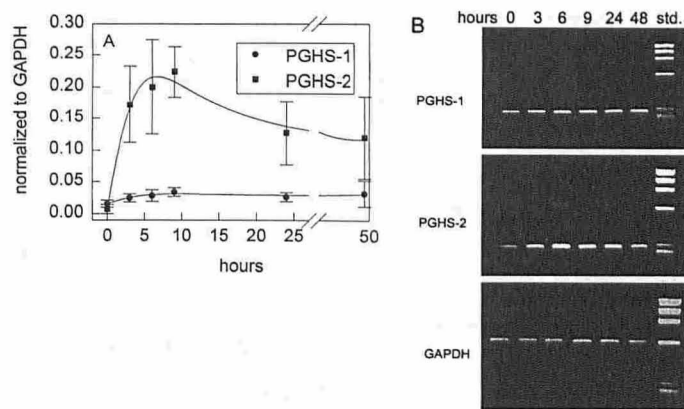 A
PGHS-1
PGHS-2
normalized to GAPDH
0.30
0.25
0.20
0.15
0.10
0.05
0.00
0 5 10 15 20 25 50
hours
B
hours 0 3 6 9 24 48 std.
PGHS-1
PGHS-2
GAPDH